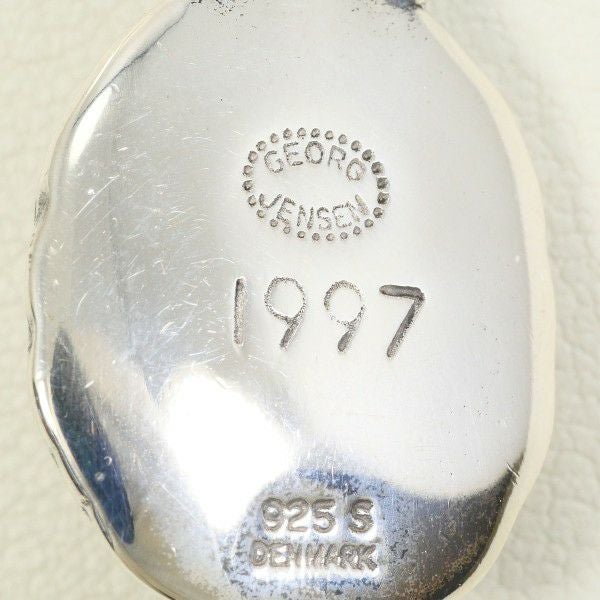 GEORG
JENSEN
1997
925 S
DENMARK